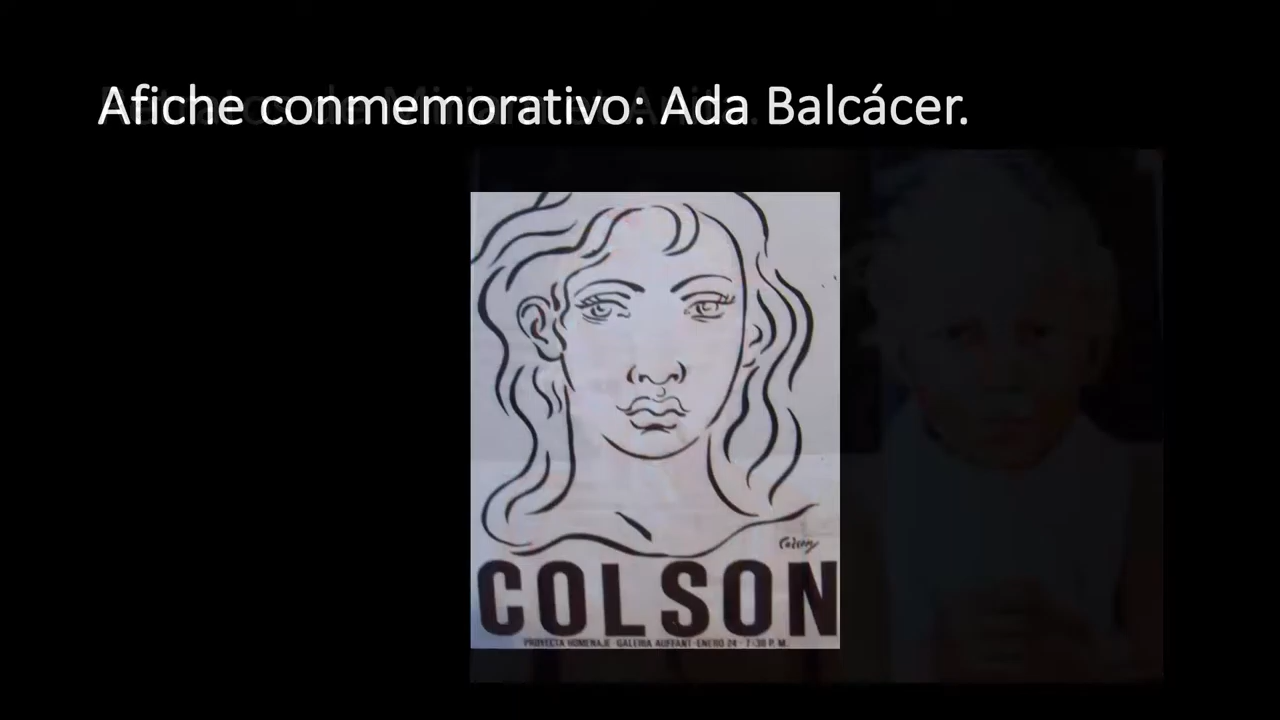 Afiche conmemorativo: Ada Balcácer.
Colson
COLSON
PROYECTA HOMENAJE GALERIA AUFFANT-ENERO 24-7:30 P.M.